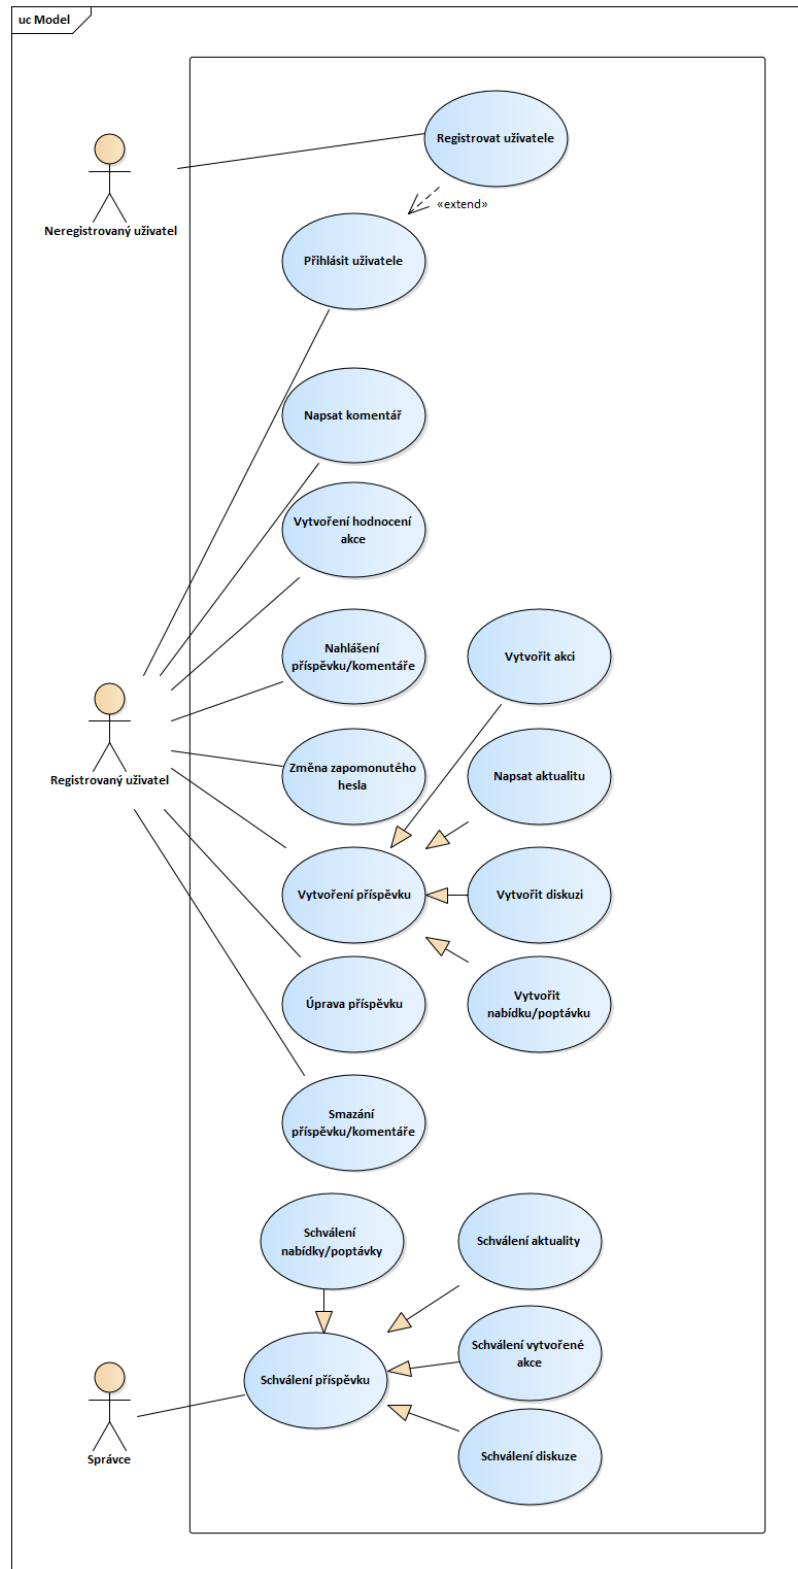 uc Model
Registrovat uživatele
Neregistrovaný uživatel
«extend»
Přihlásit uživatele
Napsat komentář
Vytvoření hodnocení
akce
Nahlášení
příspěvku/komentáře
Vytvořit akci
Registrovaný uživatel
Změna zapomonutého
hesla
Napsat aktualitu
Vytvoření příspěvku
Vytvořit diskuzi
Úprava příspěvku
Vytvořit
nabídku/poptávku
Smazání
příspěvku/komentáře
Schválení
nabídky/poptávky
Schválení aktuality
Schválení vytvořené
akce
Schválení příspěvku
Správce
Schválení diskuze